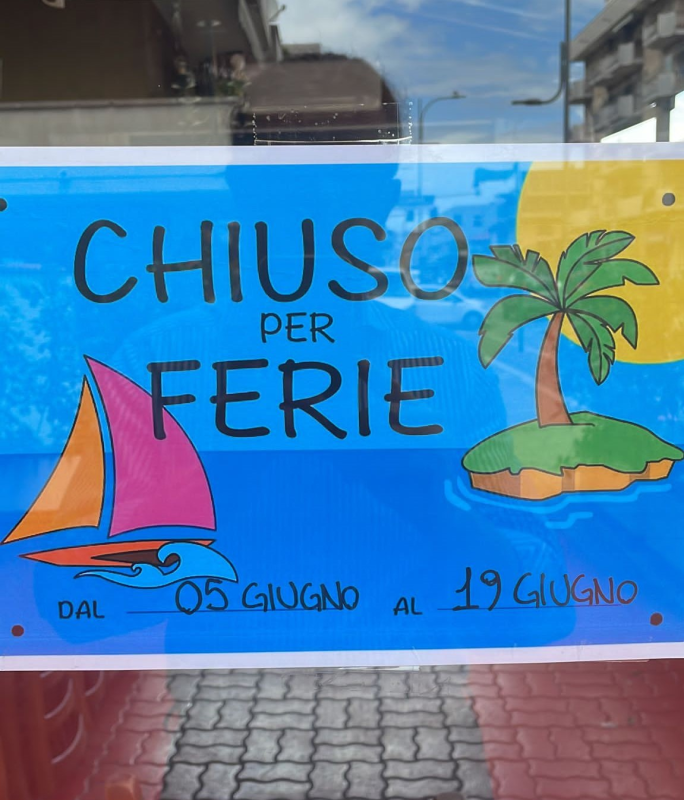 CHIUSO
PER
FERIE
DAL 05 GIUGNO AL 19 GIUGNO